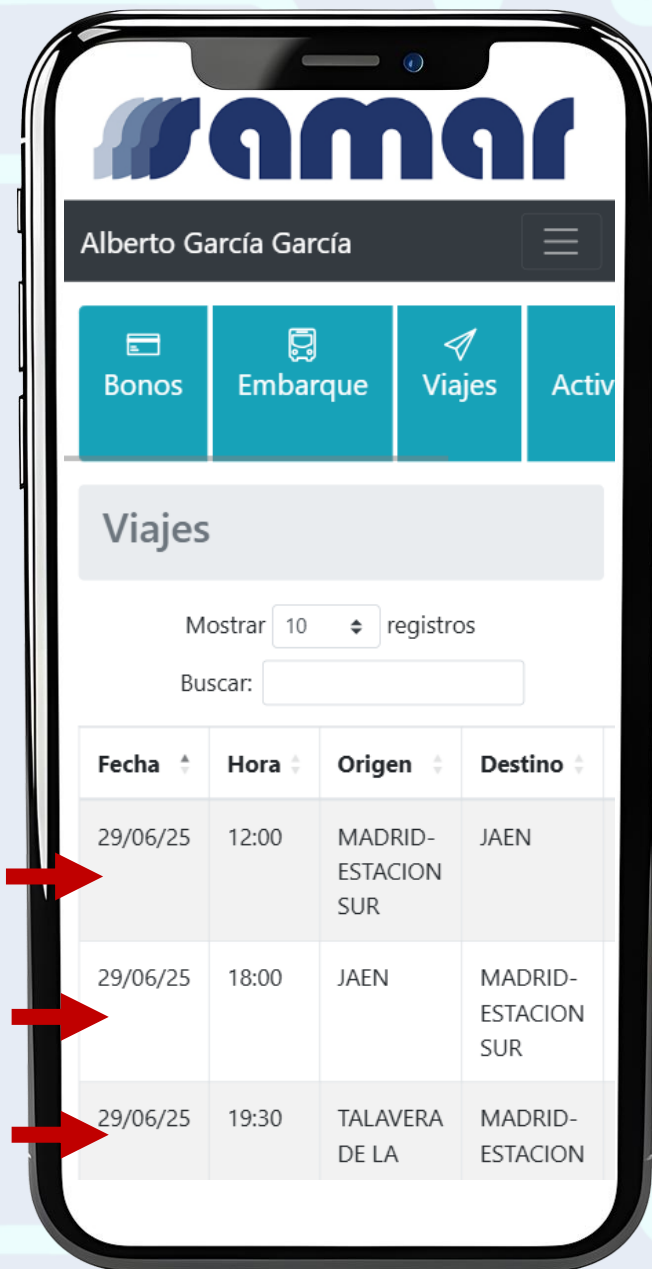 samar
Alberto García García
Bonos Embarque Viajes Activ
Viajes
Mostrar 10 registros
Buscar:
Fecha Hora Origen Destino
29/06/25 12:00 MADRID- JAEN
ESTACION
SUR
29/06/25 18:00 JAEN MADRID-
ESTACION
SUR
29/06/25 19:30 TALAVERA MADRID-
DE LA ESTACION